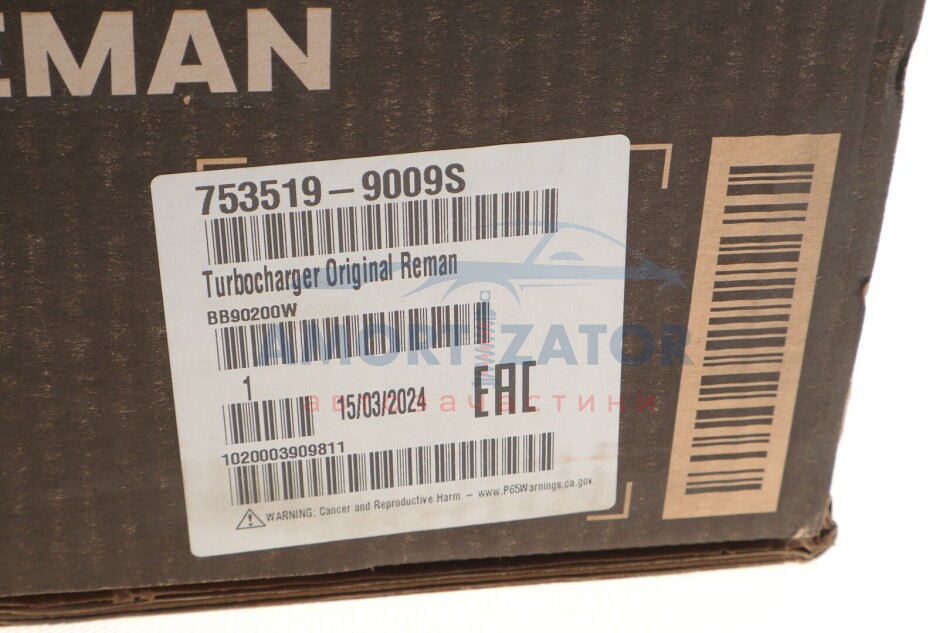 EMAN
753519-9009S
Turbocharger Original Reman
BB90200W
AMORTIZATOR
1
15/03/2024
EAC
автозапчастини
1020003909811
WARNING: Cancer and Reproductive Harm - www.P65Warnings.ca.gov